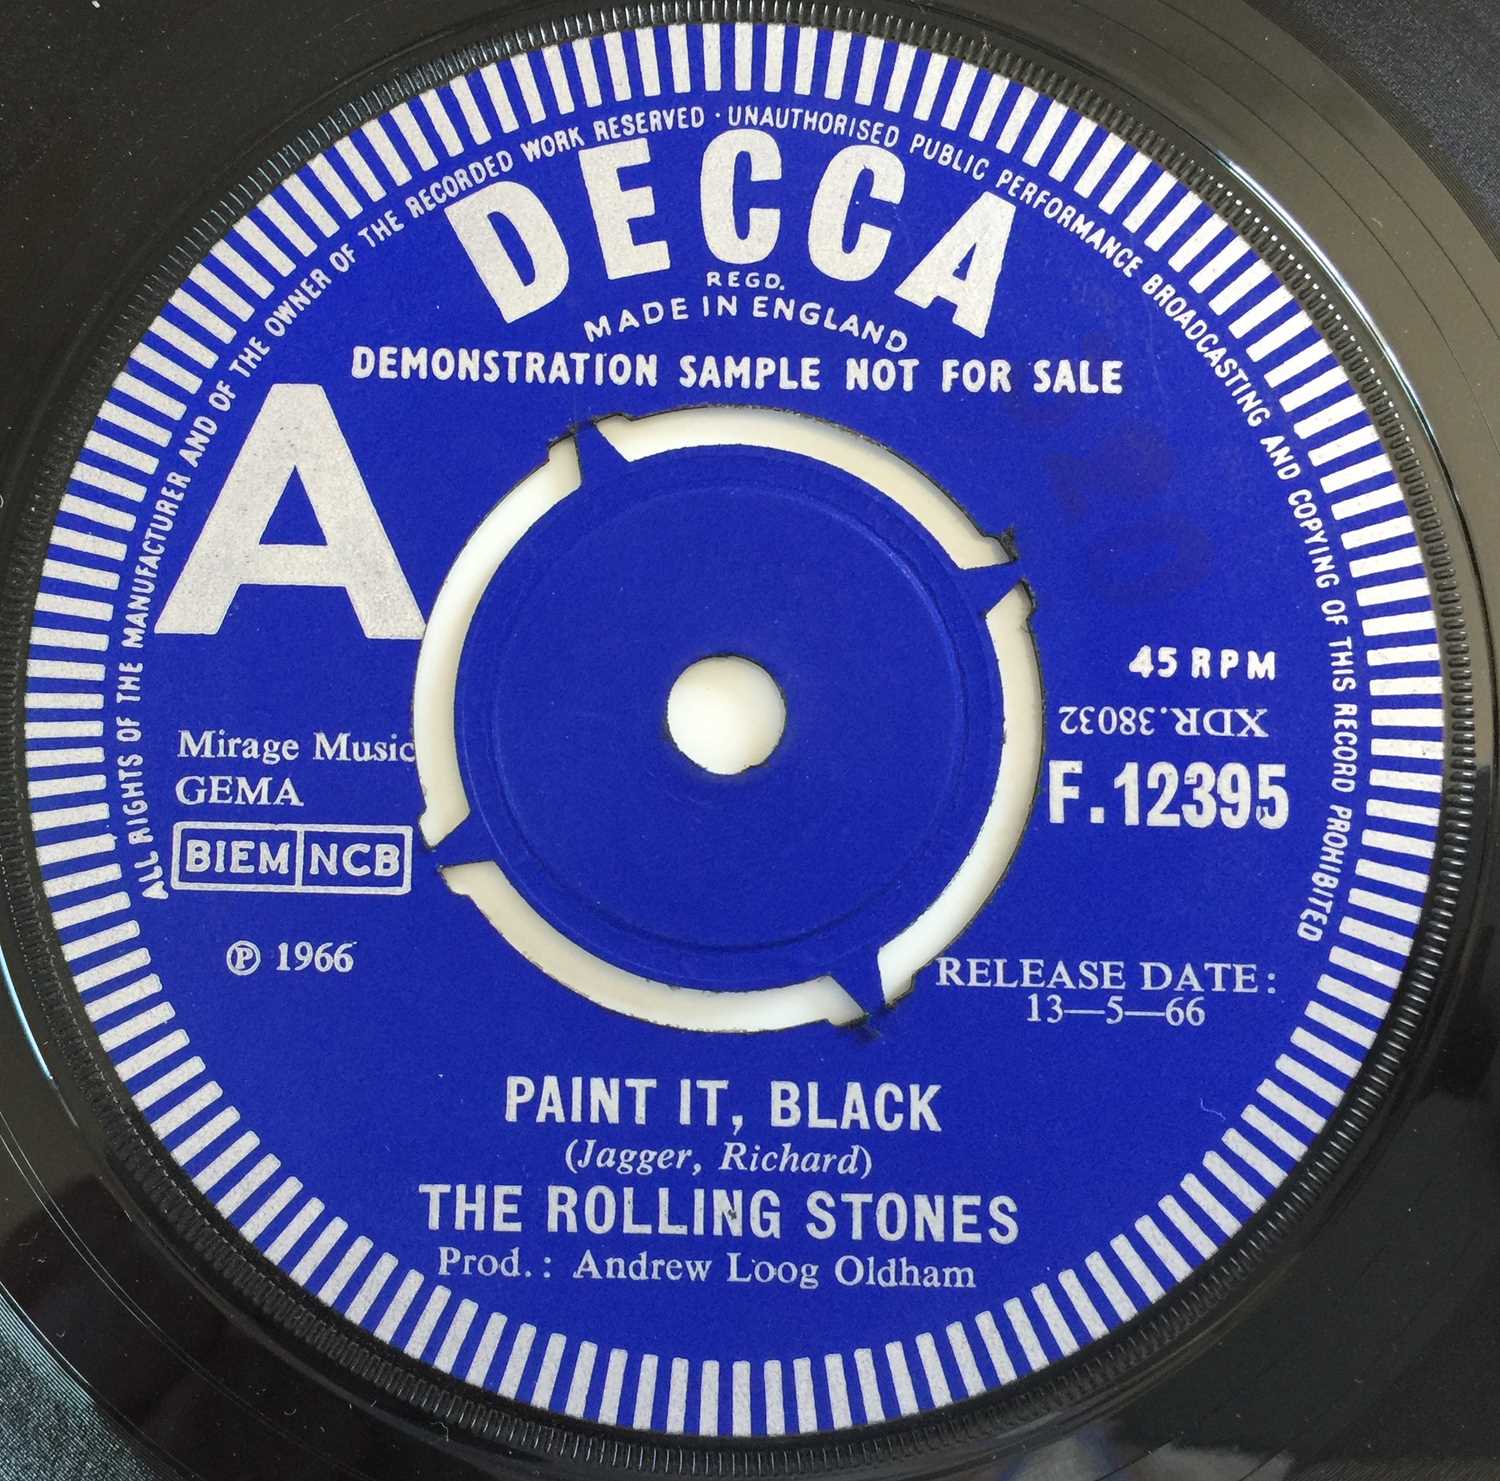 ALL RIGHTS OF THE MANUFACTURER AND OF THE OWNER OF THE RECORDED WORK RESERVED · UNAUTHORISED PUBLIC PERFORMANCE BROADCASTING AND COPYING OF THIS RECORD PROHIBITED
DECCA
REGD.
MADE IN ENGLAND
DEMONSTRATION SAMPLE NOT FOR SALE
A
45 RPM
XDR.38032
F.12395
Mirage Music
GEMA
BIEM NCB
℗ 1966
RELEASE DATE:
13—5—66
PAINT IT, BLACK
(Jagger, Richard)
THE ROLLING STONES
Prod.: Andrew Loog Oldham